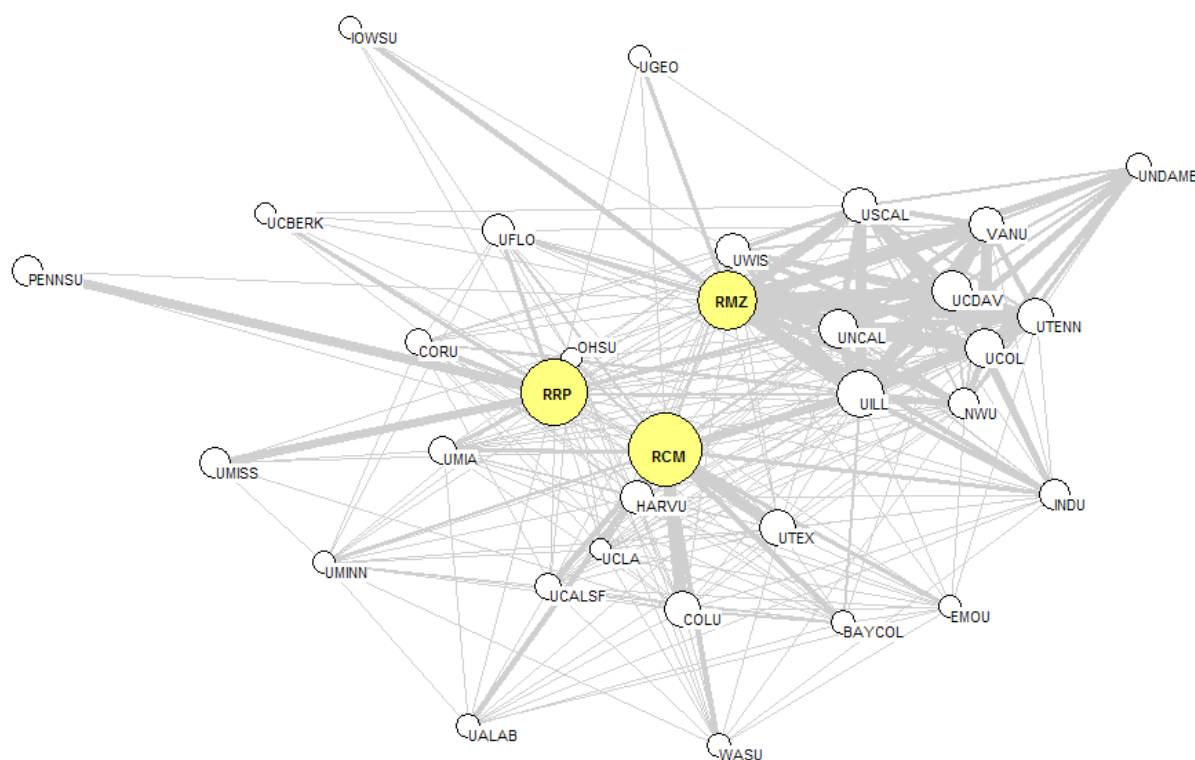 IOWSU
UGEO
UNDAME
UCBERK
USCAL
UFLO
VANU
UWIS
PENNSU
RMZ
UCDAV
UTENN
UNCAL
CORU
OHSU
UCOL
RRP
UILL
NWU
UMIA
RCM
UMISS
HARVU
INDU
UTEX
UCLA
UMINN
UCALSF
COLU
EMOU
BAYCOL
UALAB
WASU